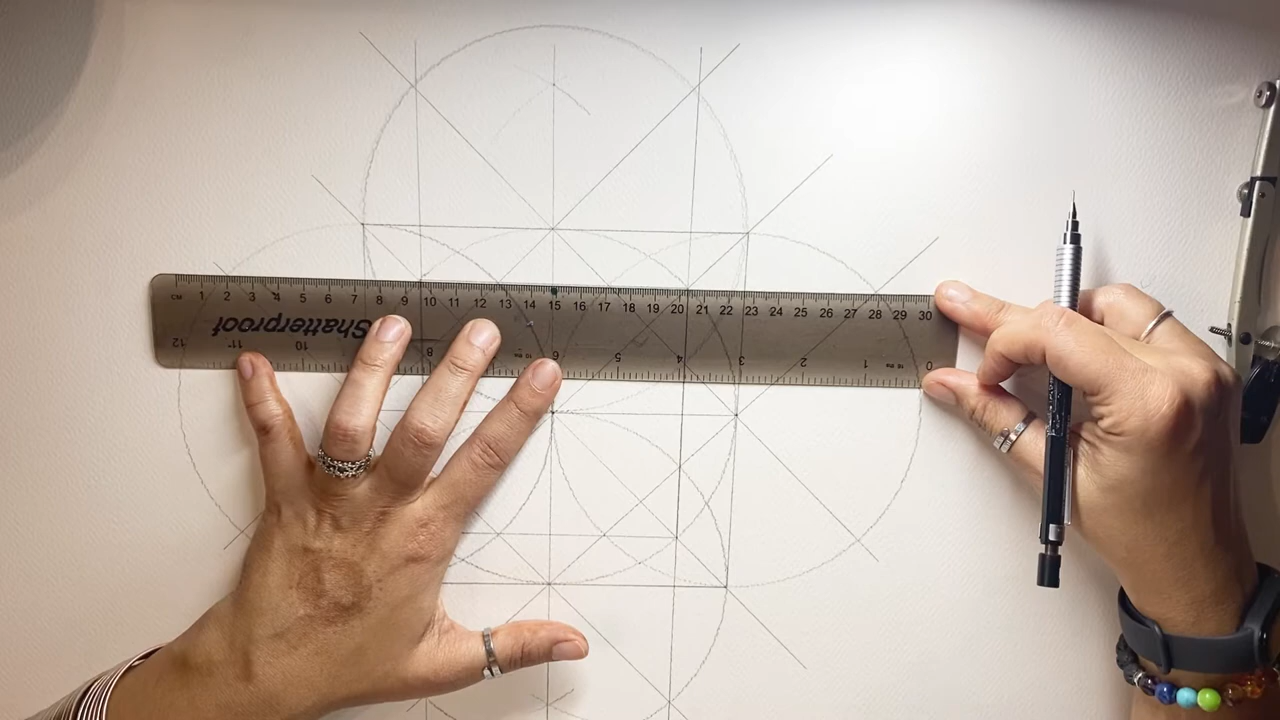 CM 1 2 3 4 5 6 7 8 9 10 11 12 13 14 15 16 17 18 19 20 21 22 23 24 25 26 27 28 29 30
Shatterproof
12 11 10 8 6 5 4 3 2 1 0